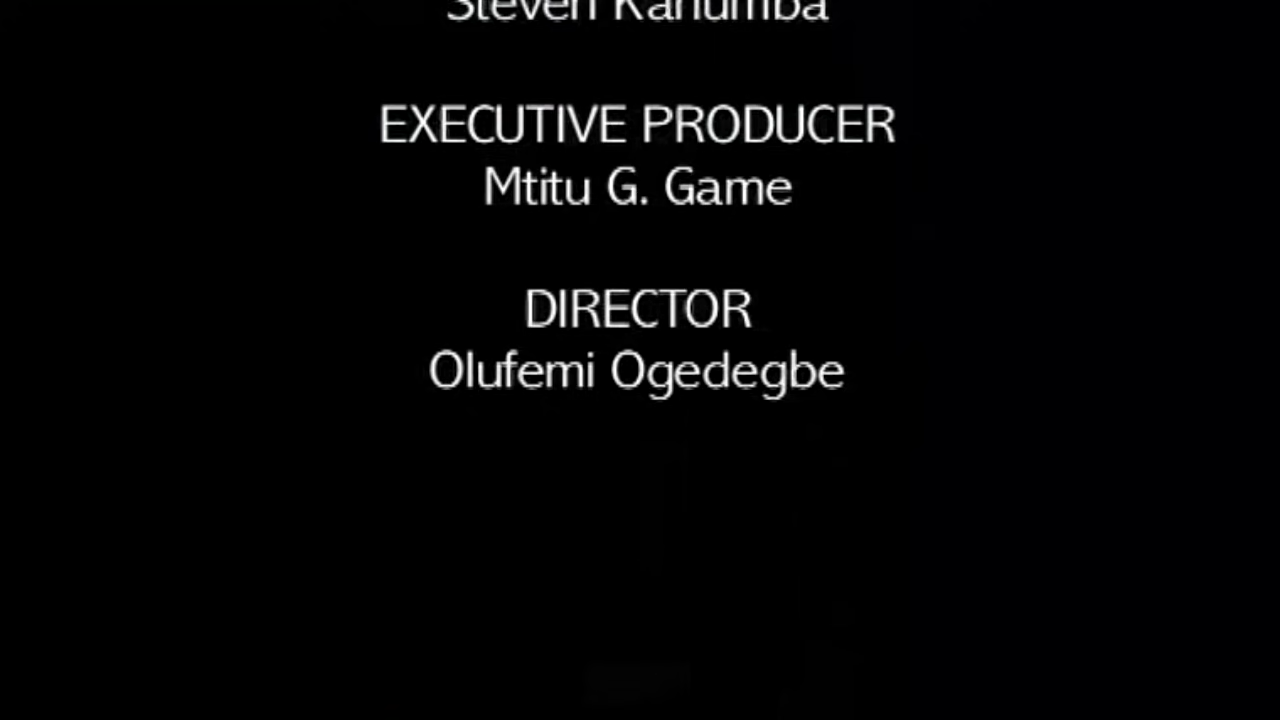 Steven Kanumba
EXECUTIVE PRODUCER
Mtitu G. Game
DIRECTOR
Olufemi Ogedegbe